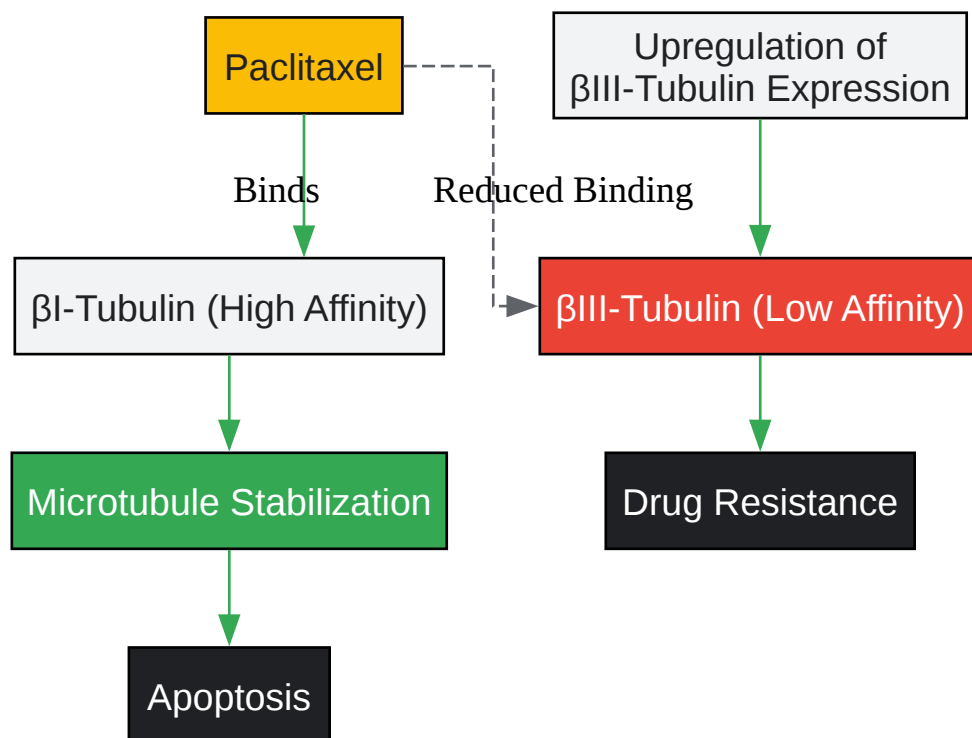 Paclitaxel
Upregulation of
βIII-Tubulin Expression
Binds
Reduced Binding
βI-Tubulin (High Affinity)
βIII-Tubulin (Low Affinity)
Microtubule Stabilization
Drug Resistance
Apoptosis